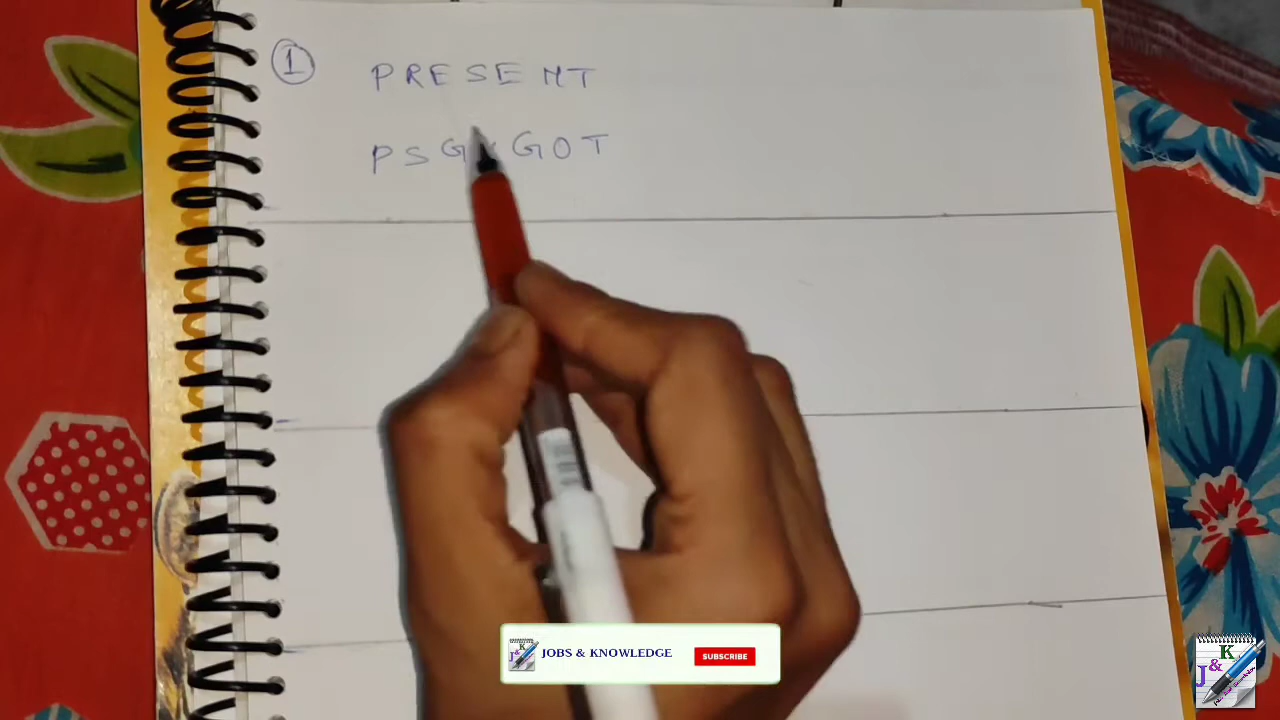 ① PRESENT
PSG GOT
JOBS & KNOWLEDGE
SUBSCRIBE
J&K